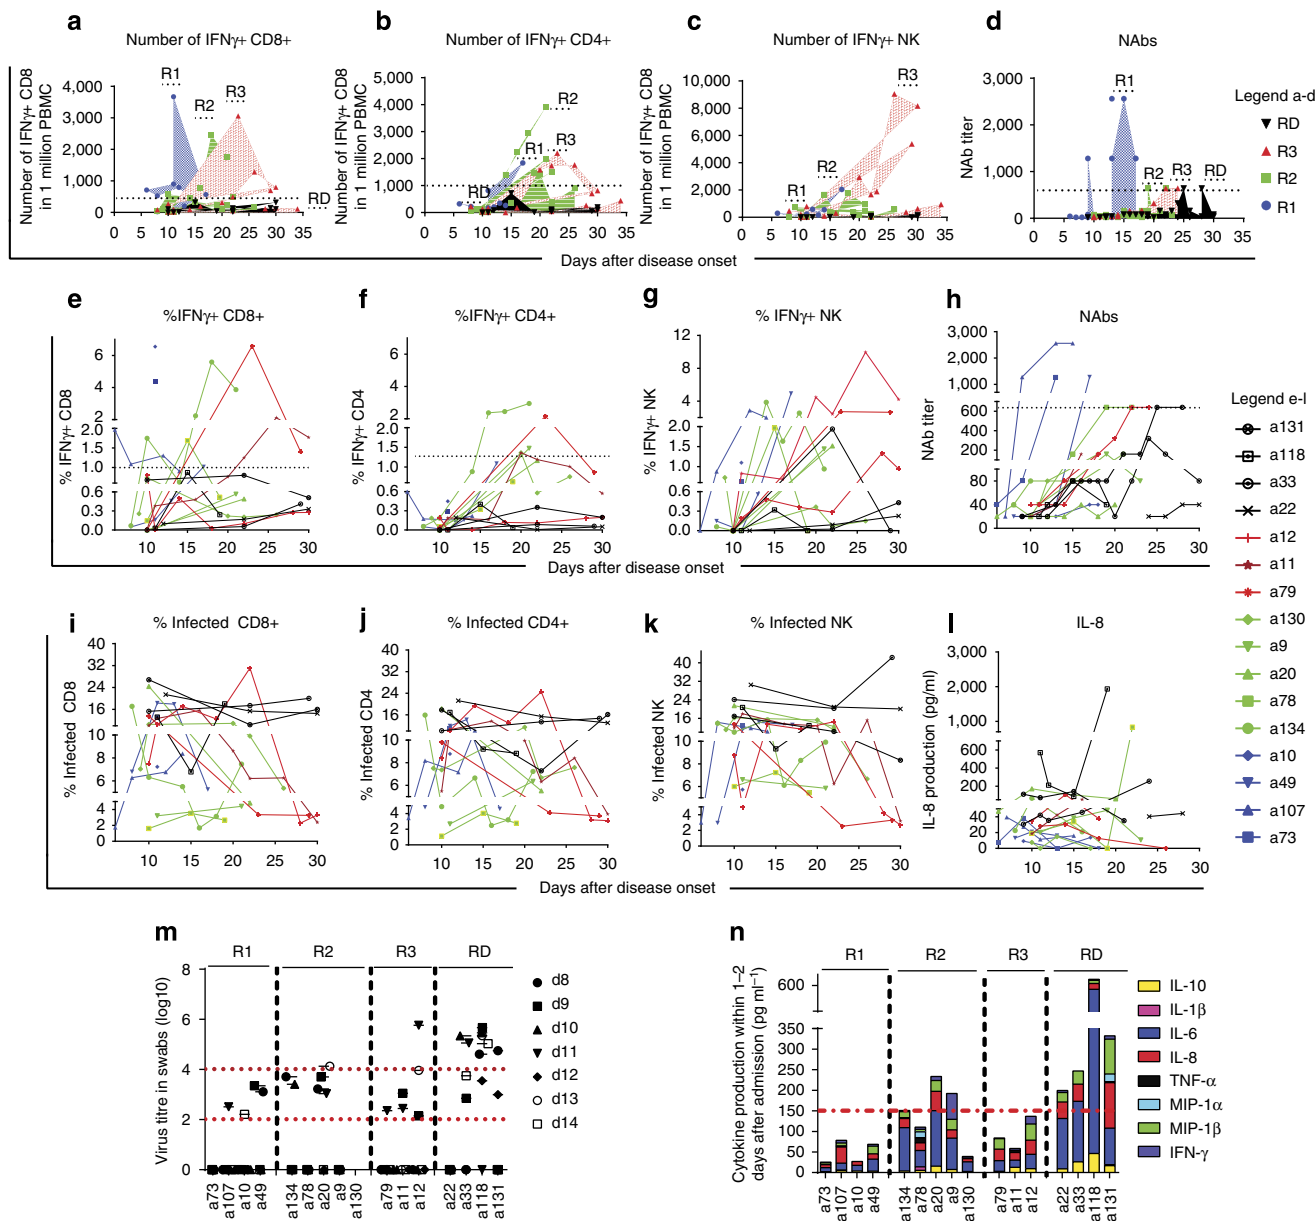 a
b
c
d
Number of IFNγ+ CD8+
Number of IFNγ+ CD4+
Number of IFNγ+ NK
NAbs
Number of IFNγ+ CD8
in 1 million PBMC
4,000
3,000
2,000
1,000
0
R1
R2
R3
RD
0 5 10 15 20 25 30 35
Number of IFNγ+ CD8
in 1 million PBMC
5,000
4,000
3,000
2,000
1,000
0
R2
R1
R3
RD
0 5 10 15 20 25 30 35
Number of IFNγ+ CD8
in 1 million PBMC
10,000
8,000
6,000
4,000
2,000
0
R3
R2
R1
0 5 10 15 20 25 30 35
NAb titer
3,000
2,000
1,000
0
R1
R2
R3
RD
0 5 10 15 20 25 30 35
Legend a-d
RD
R3
R2
R1
Days after disease onset
e
f
g
h
%IFNγ+ CD8+
%IFNγ+ CD4+
% IFNγ+ NK
NAbs
% IFNγ+ CD8
6
4
2
2.0
1.0
0.6
0.3
0.0
10 15 20 25 30
% IFNγ+ CD4
6
4
2
2.0
1.0
0.6
0.3
0.0
10 15 20 25 30
% IFNγ+ NK
12
8
4
2.0
1.0
0.6
0.3
0.0
10 15 20 25 30
NAb titer
3,000
2,000
1,000
600
400
200
80
40
0
10 15 20 25 30
Days after disease onset
Legend e-l
a131
a118
a33
a22
a12
a11
a79
a130
a9
a20
a78
a134
a10
a49
a107
a73
i
j
k
l
% Infected CD8+
% Infected CD4+
% Infected NK
IL-8
% Infected CD8
40
32
24
16
10
8
6
4
2
0
10 15 20 25 30
% Infected CD4
40
32
24
16
10
8
6
4
2
0
10 15 20 25 30
% Infected NK
40
32
24
16
10
8
6
4
2
0
10 15 20 25 30
IL-8 production (pg/ml)
3,000
2,000
1,000
600
400
200
40
20
0
10 15 20 25 30
Days after disease onset
m
R1 R2 R3 RD
Virus titre in swabs (log10)
8
6
4
2
0
a73 a107 a10 a49 a134 a78 a20 a9 a130 a79 a11 a12 a22 a33 a118 a131
d8
d9
d10
d11
d12
d13
d14
n
R1 R2 R3 RD
Cytokine production within 1–2
days after admission (pg ml⁻¹)
600
350
300
250
200
150
100
50
0
a73 a107 a10 a49 a134 a78 a20 a9 a130 a79 a11 a12 a22 a33 a118 a131
IL-10
IL-1β
IL-6
IL-8
TNF-α
MIP-1α
MIP-1β
IFN-γ